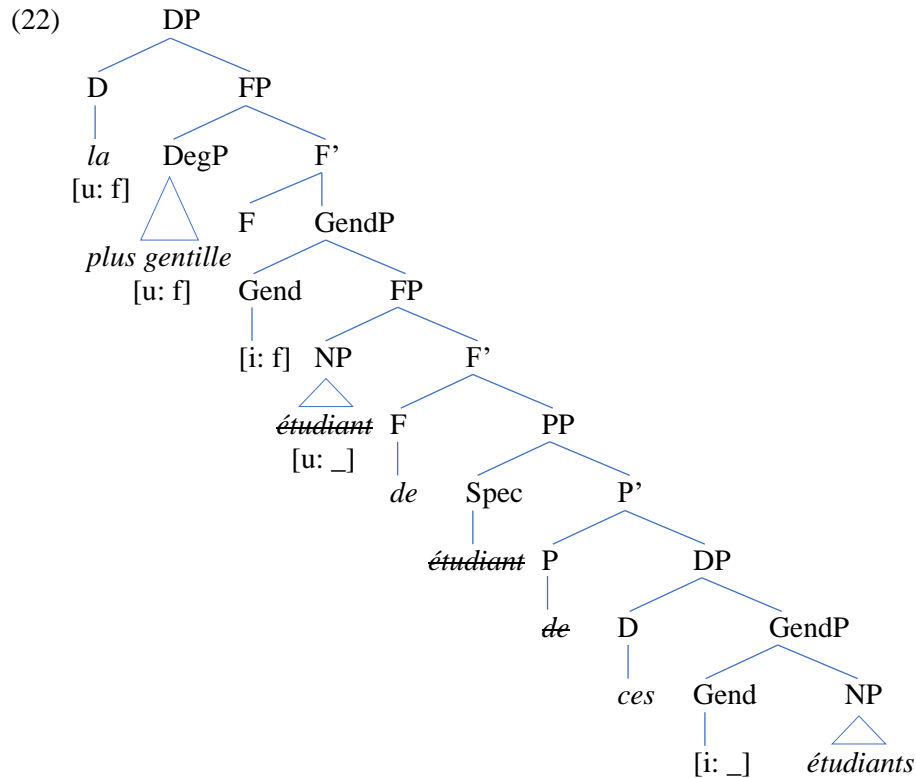 (22) DP
D FP
la DegP F’
[u: f]
F GendP
plus gentille
[u: f] Gend FP
[i: f] NP F’
étudiant F PP
[u: _]
de Spec P’
étudiant P DP
de D GendP
ces Gend NP
[i: _] étudiants